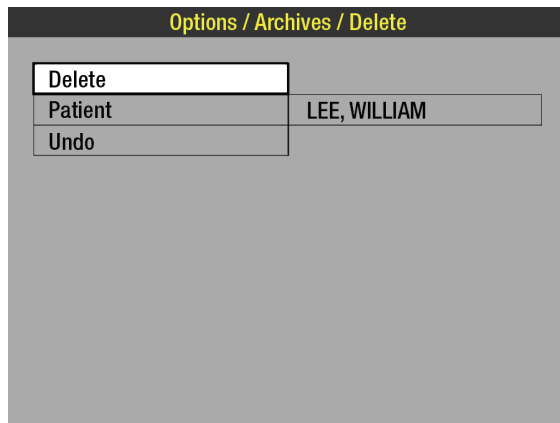 Options / Archives / Delete
Delete
Patient LEE, WILLIAM
Undo